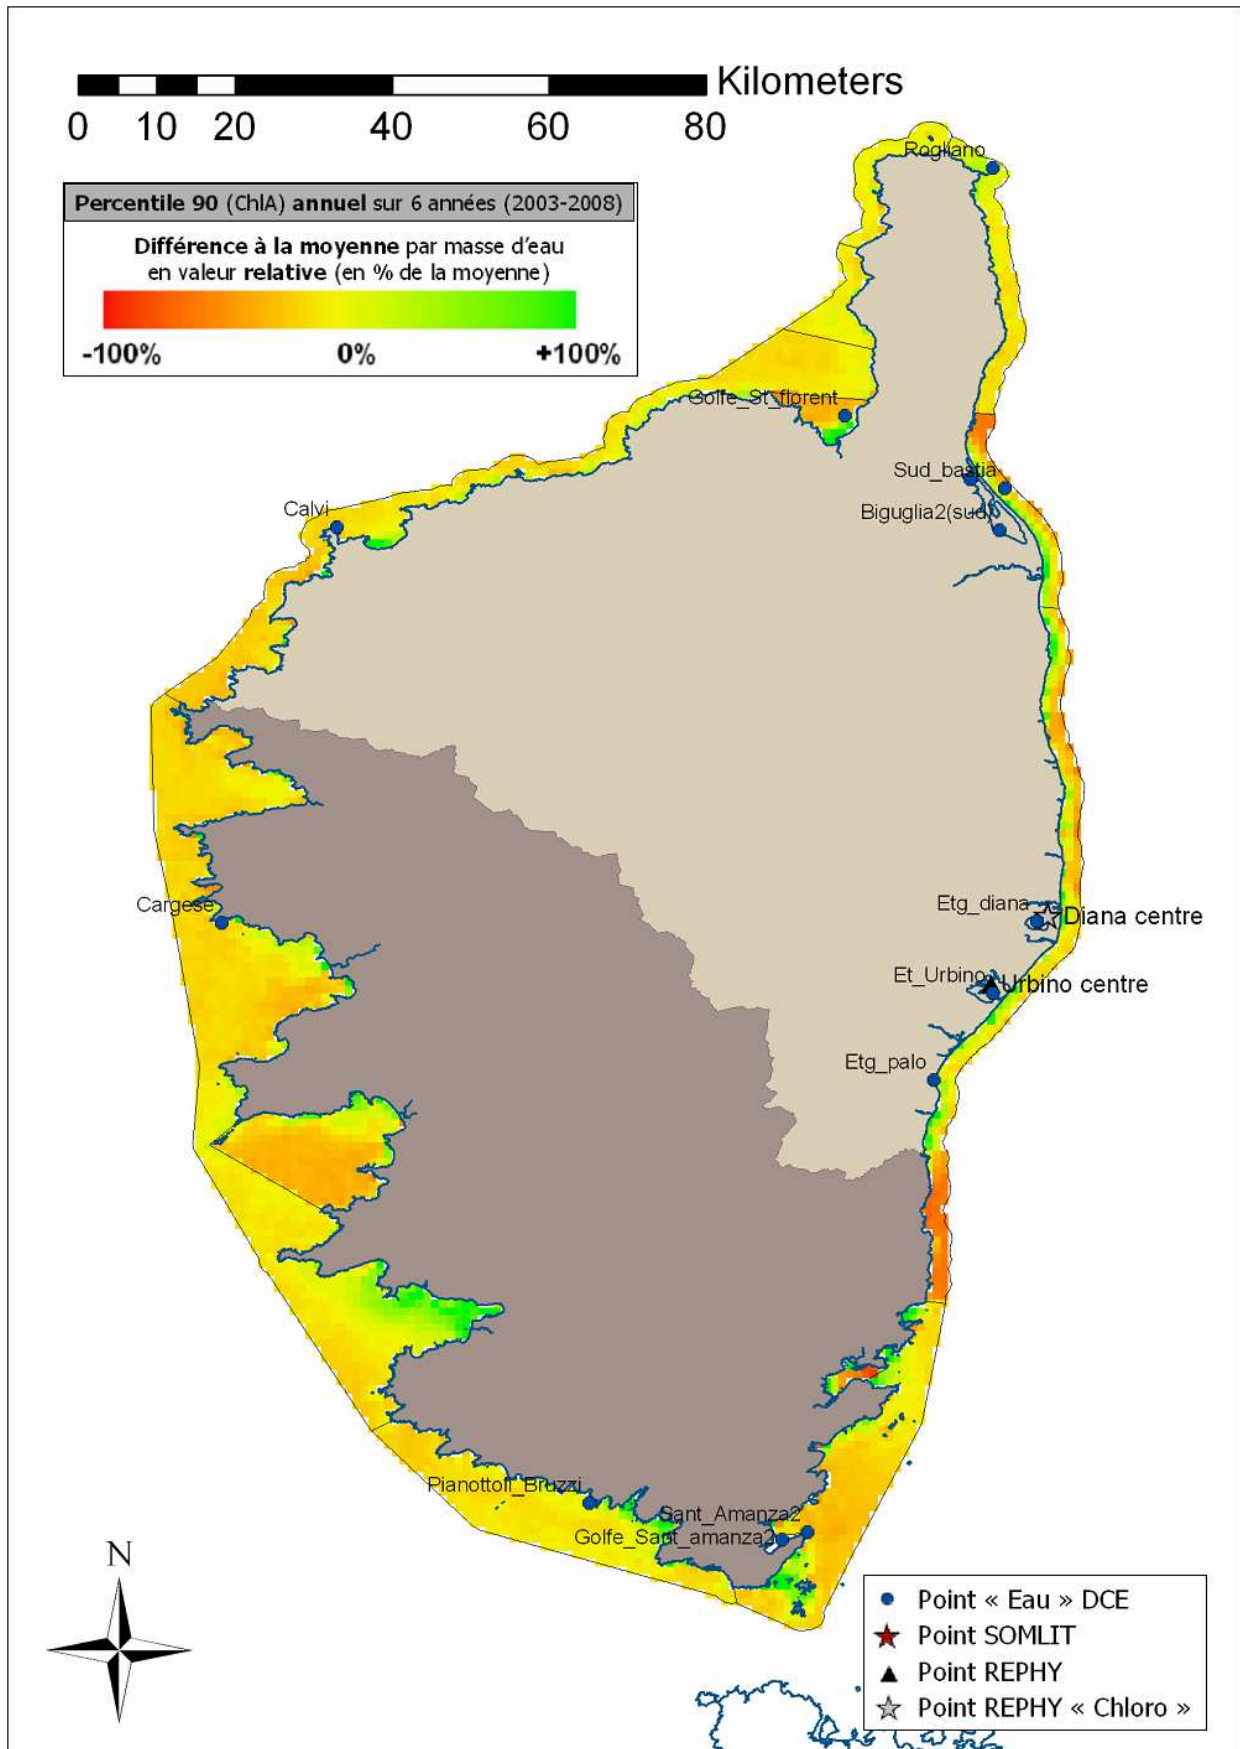 Kilometers
0 10 20 40 60 80
Percentile 90 (ChlA) annuel sur 6 années (2003-2008)
Différence à la moyenne par masse d'eau
en valeur relative (en % de la moyenne)
-100% 0% +100%
Rogliano
Golfe_St_florent
Sud_bastia
Biguglia2(sud)
Calvi
Cargese
Etg_diana
Diana centre
Et_Urbino
Urbino centre
Etg_palo
Pianottoli_Bruzzi
Sant_Amanza2
Golfe_Sant_amanza2
N
Point « Eau » DCE
Point SOMLIT
Point REPHY
Point REPHY « Chloro »